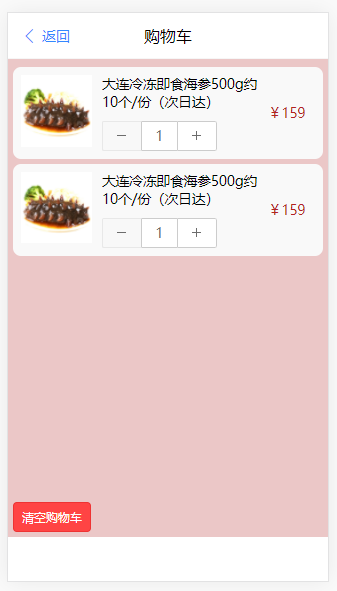 返回
购物车
大连冷冻即食海参500g约
10个/份（次日达）
¥159
－ 1 ＋
大连冷冻即食海参500g约
10个/份（次日达）
¥159
－ 1 ＋
清空购物车